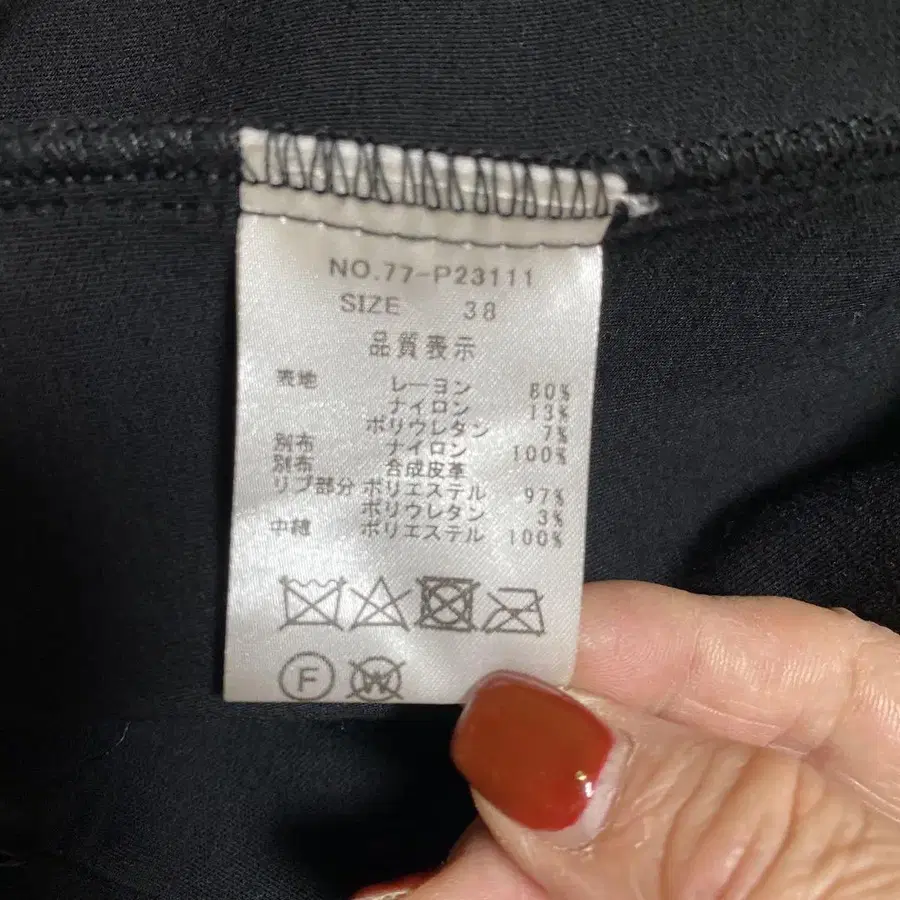 NO.77-P23111
SIZE 38
品質表示
表地 レーヨン 80%
ナイロン 13%
ポリウレタン 7%
別布 ナイロン 100%
別布 合成皮革
リブ部分 ポリエステル 97%
ポリウレタン 3%
中縫 ポリエステル 100%
F W